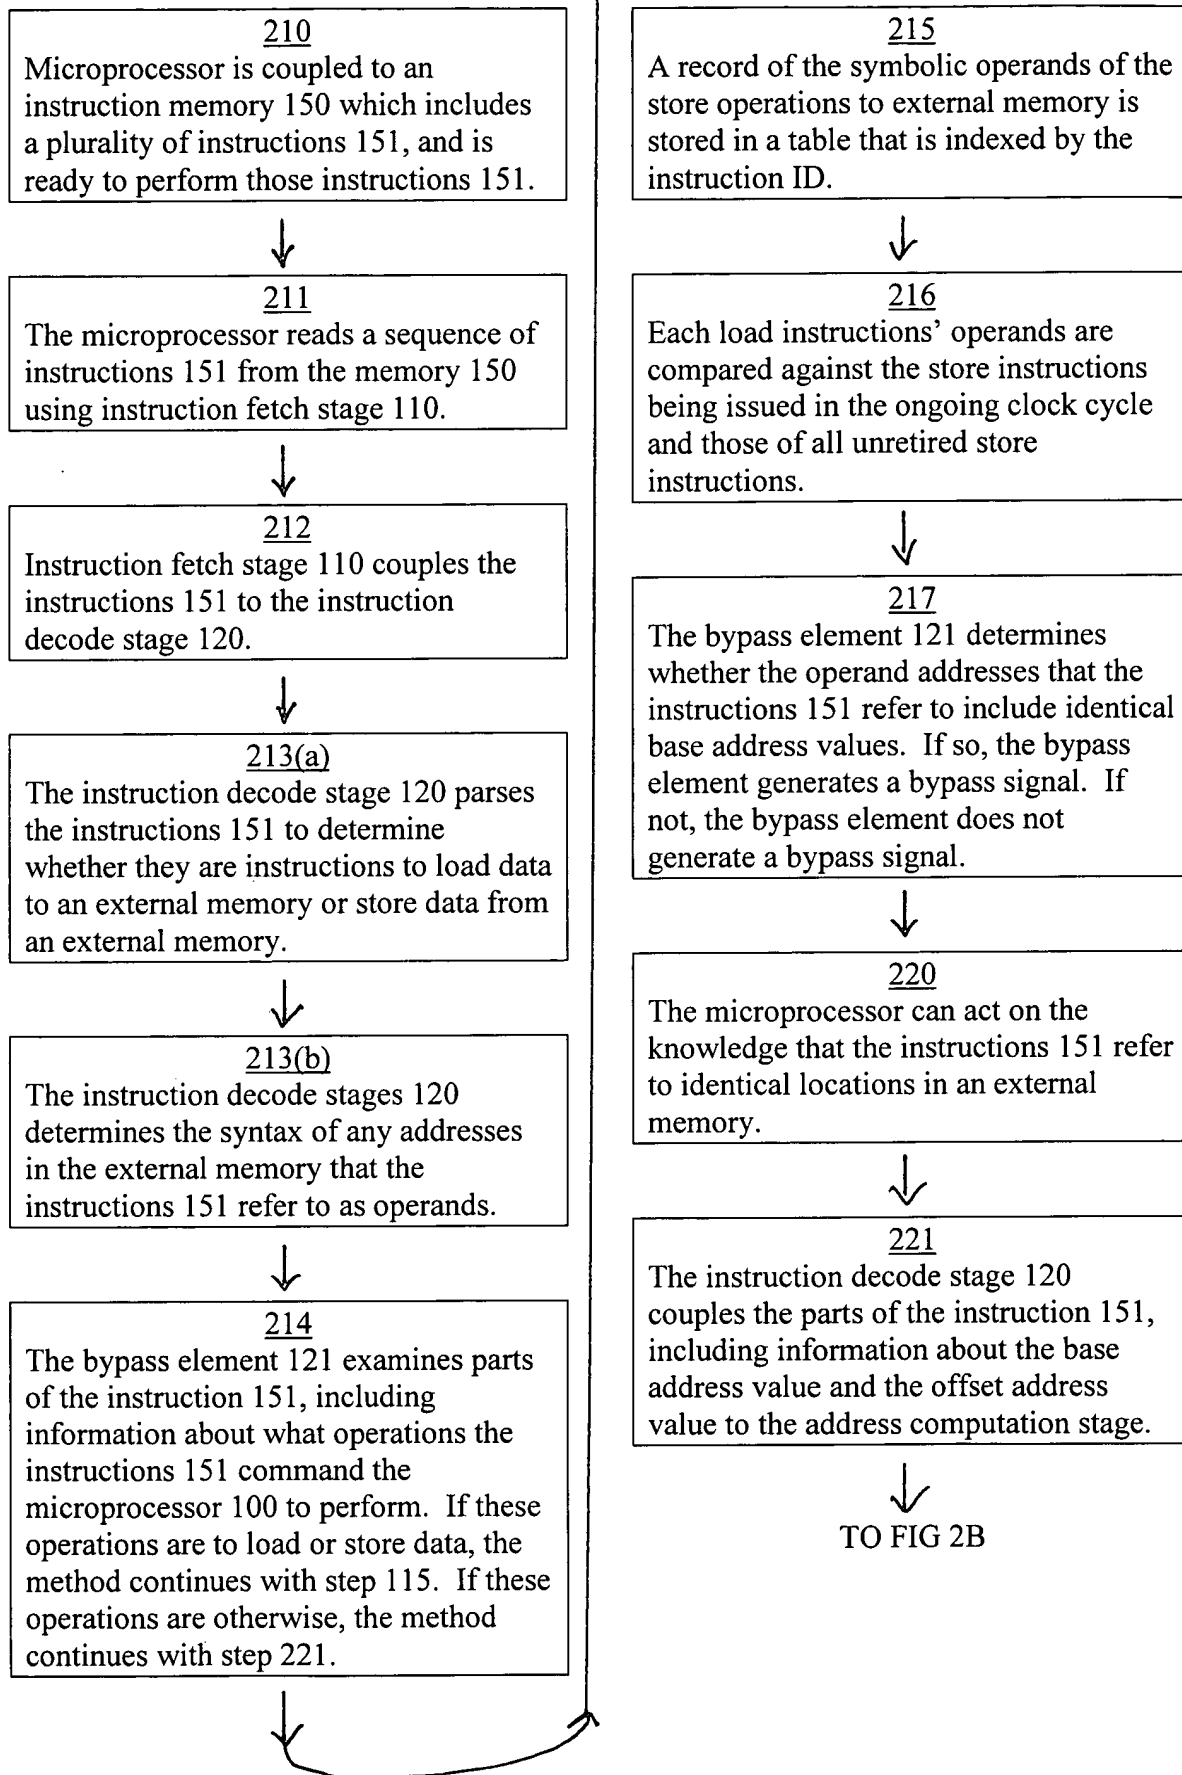 210
Microprocessor is coupled to an
instruction memory 150 which includes
a plurality of instructions 151, and is
ready to perform those instructions 151.
211
The microprocessor reads a sequence of
instructions 151 from the memory 150
using instruction fetch stage 110.
212
Instruction fetch stage 110 couples the
instructions 151 to the instruction
decode stage 120.
213(a)
The instruction decode stage 120 parses
the instructions 151 to determine
whether they are instructions to load data
to an external memory or store data from
an external memory.
213(b)
The instruction decode stages 120
determines the syntax of any addresses
in the external memory that the
instructions 151 refer to as operands.
214
The bypass element 121 examines parts
of the instruction 151, including
information about what operations the
instructions 151 command the
microprocessor 100 to perform. If these
operations are to load or store data, the
method continues with step 115. If these
operations are otherwise, the method
continues with step 221.
215
A record of the symbolic operands of the
store operations to external memory is
stored in a table that is indexed by the
instruction ID.
216
Each load instructions' operands are
compared against the store instructions
being issued in the ongoing clock cycle
and those of all unretired store
instructions.
217
The bypass element 121 determines
whether the operand addresses that the
instructions 151 refer to include identical
base address values. If so, the bypass
element generates a bypass signal. If
not, the bypass element does not
generate a bypass signal.
220
The microprocessor can act on the
knowledge that the instructions 151 refer
to identical locations in an external
memory.
221
The instruction decode stage 120
couples the parts of the instruction 151,
including information about the base
address value and the offset address
value to the address computation stage.
TO FIG 2B